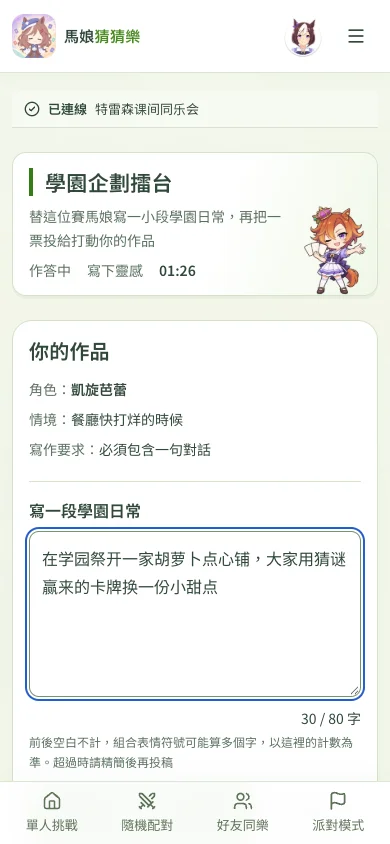 馬娘猜猜樂
已連線 特雷森课间同乐会
學園企劃擂台
替這位賽馬娘寫一小段學園日常，再把一
票投給打動你的作品
作答中 寫下靈感 01:26
你的作品
角色：凱旋芭蕾
情境：餐廳快打烊的時候
寫作要求：必須包含一句對話
寫一段學園日常
在学园祭开一家胡萝卜点心铺，大家用猜谜
赢来的卡牌换一份小甜点
30 / 80 字
前後空白不計，組合表情符號可能算多個字，以這裡的計數為
準。超過時請精簡後再投稿
單人挑戰 隨機配對 好友同樂 派對模式